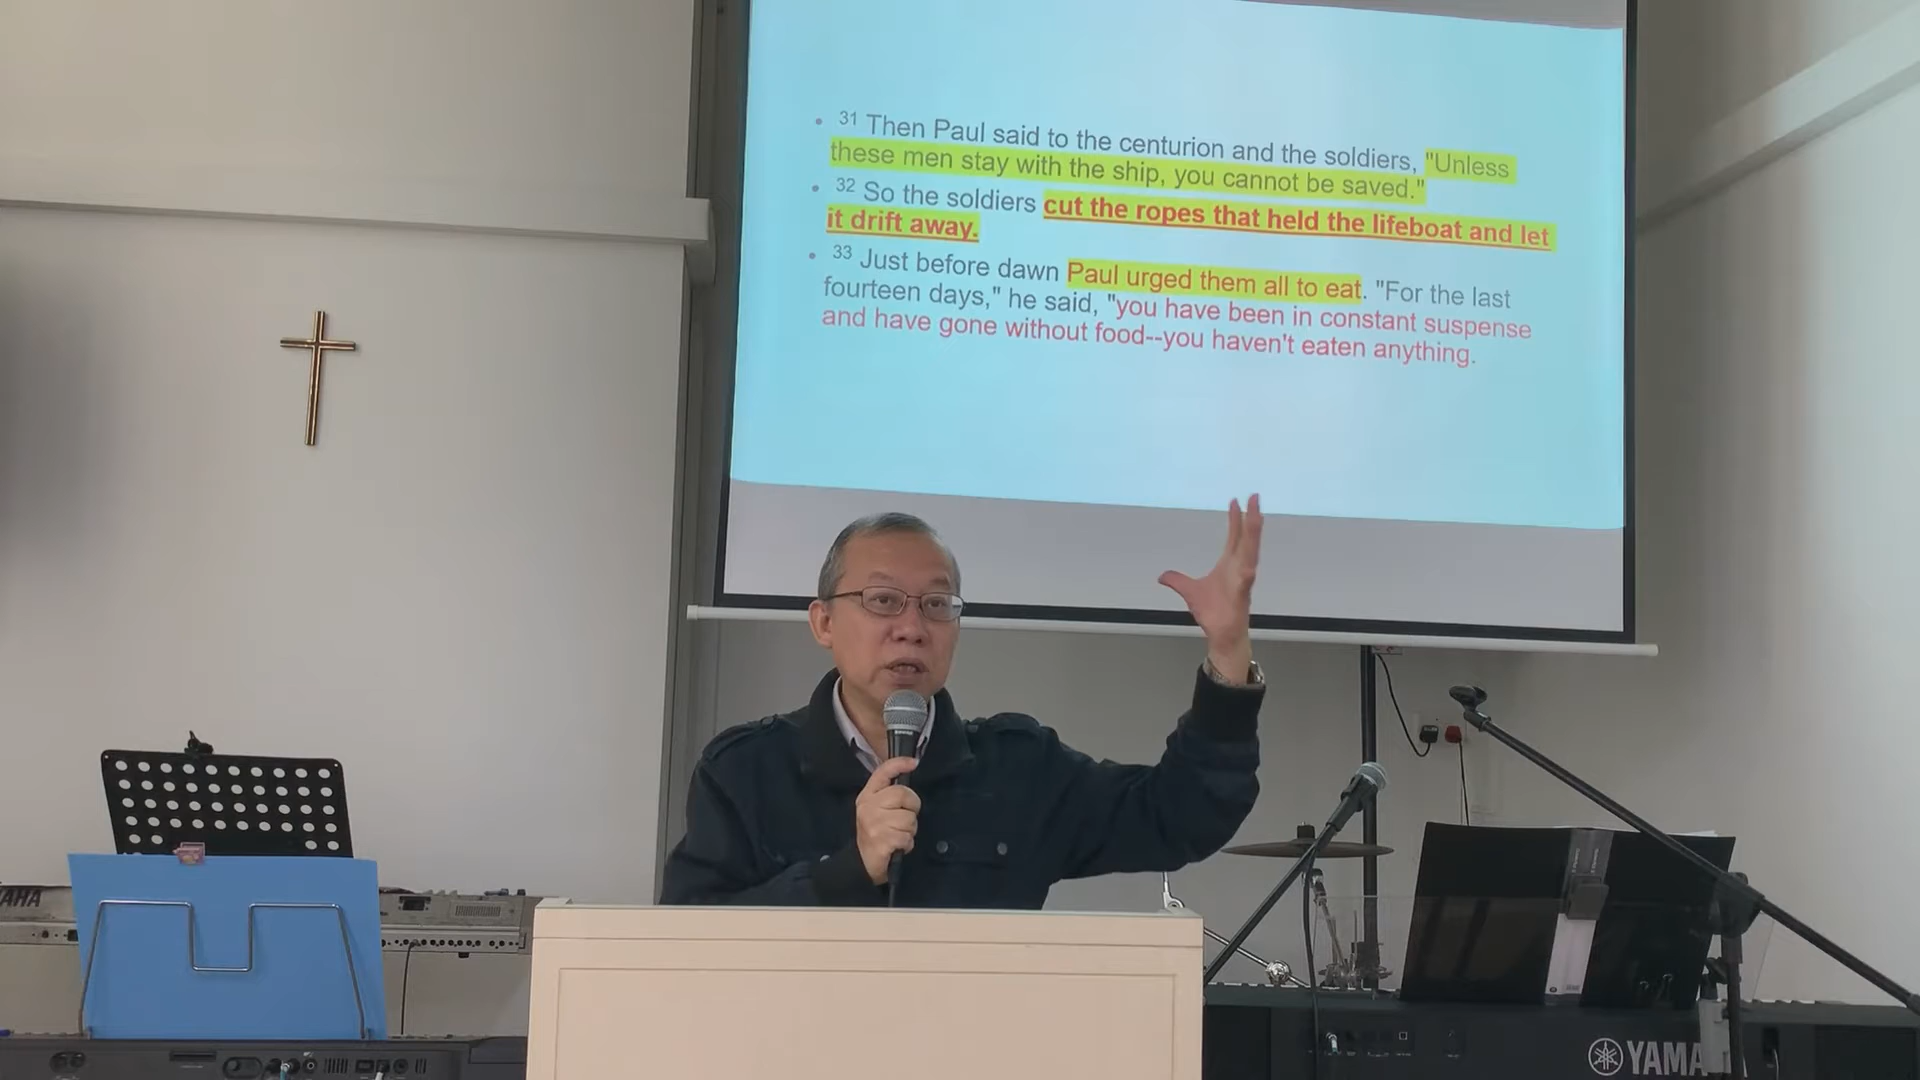 • 31 Then Paul said to the centurion and the soldiers, "Unless
these men stay with the ship, you cannot be saved."
• 32 So the soldiers cut the ropes that held the lifeboat and let
it drift away.
• 33 Just before dawn Paul urged them all to eat. "For the last
fourteen days," he said, "you have been in constant suspense
and have gone without food--you haven't eaten anything.
AHA
YAMA